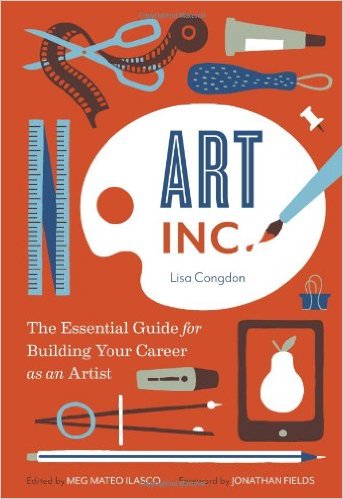 ART
INC.
Lisa Congdon
The Essential Guide for
Building Your Career
as an Artist
Edited by MEG MATEO ILASCO Foreword by JONATHAN FIELDS